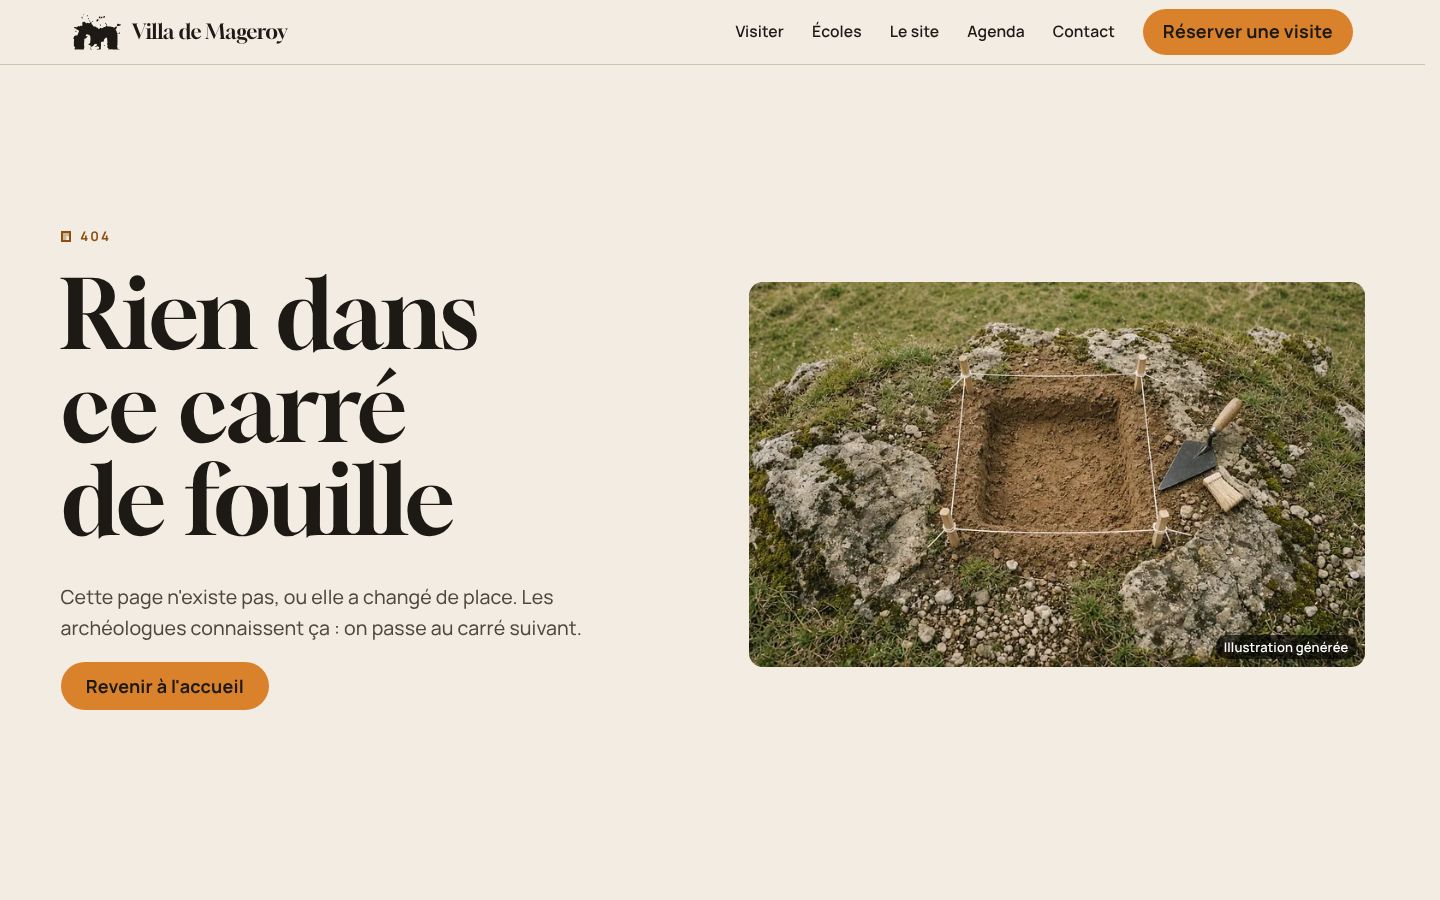 Villa de Mageroy
Visiter
Écoles
Le site
Agenda
Contact
Réserver une visite
404
Rien dans
ce carré
de fouille
Cette page n'existe pas, ou elle a changé de place. Les
archéologues connaissent ça : on passe au carré suivant.
Revenir à l'accueil
Illustration générée